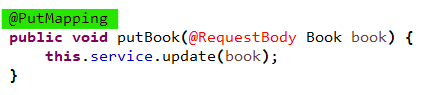 @PutMapping
public void putBook(@RequestBody Book book) {
    this.service.update(book);
}